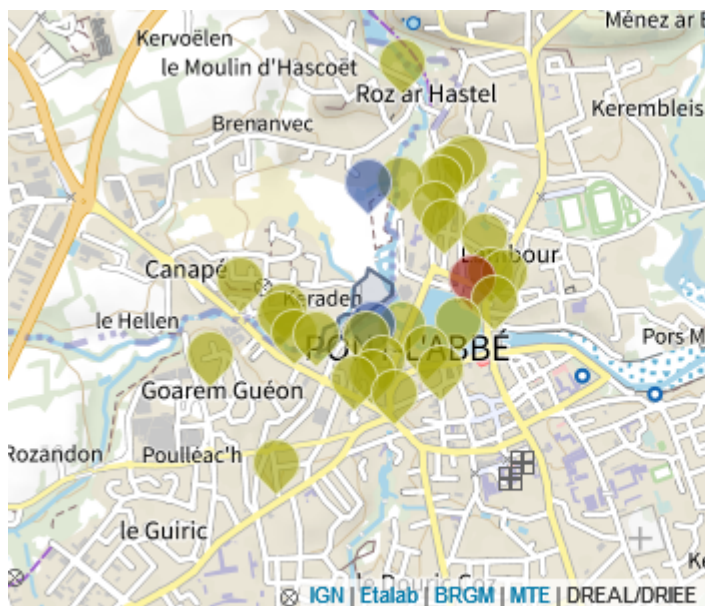 Ménez ar
Kervoëlen
le Moulin d'Hascoët
Roz ar Hastel
Kerembleis
Brenanvec
Canapé
Keraden
le Hellen
PONT-L'ABBÉ
Pors M
Goarem Guéon
Rozandon
Poulléac'h
le Guiric
Ke
IGN | Etalab | BRGM | MTE | DREAL/DRIEE